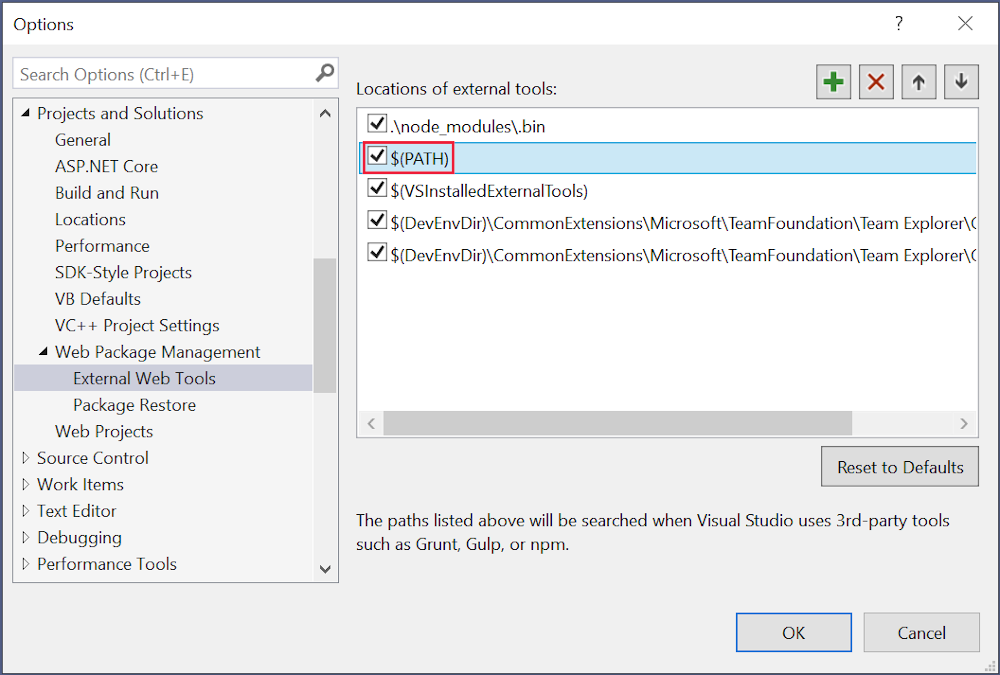 Options
?
Search Options (Ctrl+E)
Projects and Solutions
General
ASP.NET Core
Build and Run
Locations
Performance
SDK-Style Projects
VB Defaults
VC++ Project Settings
Web Package Management
External Web Tools
Package Restore
Web Projects
Source Control
Work Items
Text Editor
Debugging
Performance Tools
Locations of external tools:
.\node_modules\.bin
$(PATH)
$(VSInstalledExternalTools)
$(DevEnvDir)\CommonExtensions\Microsoft\TeamFoundation\Team Explorer\
$(DevEnvDir)\CommonExtensions\Microsoft\TeamFoundation\Team Explorer\
Reset to Defaults
The paths listed above will be searched when Visual Studio uses 3rd-party tools
such as Grunt, Gulp, or npm.
OK
Cancel